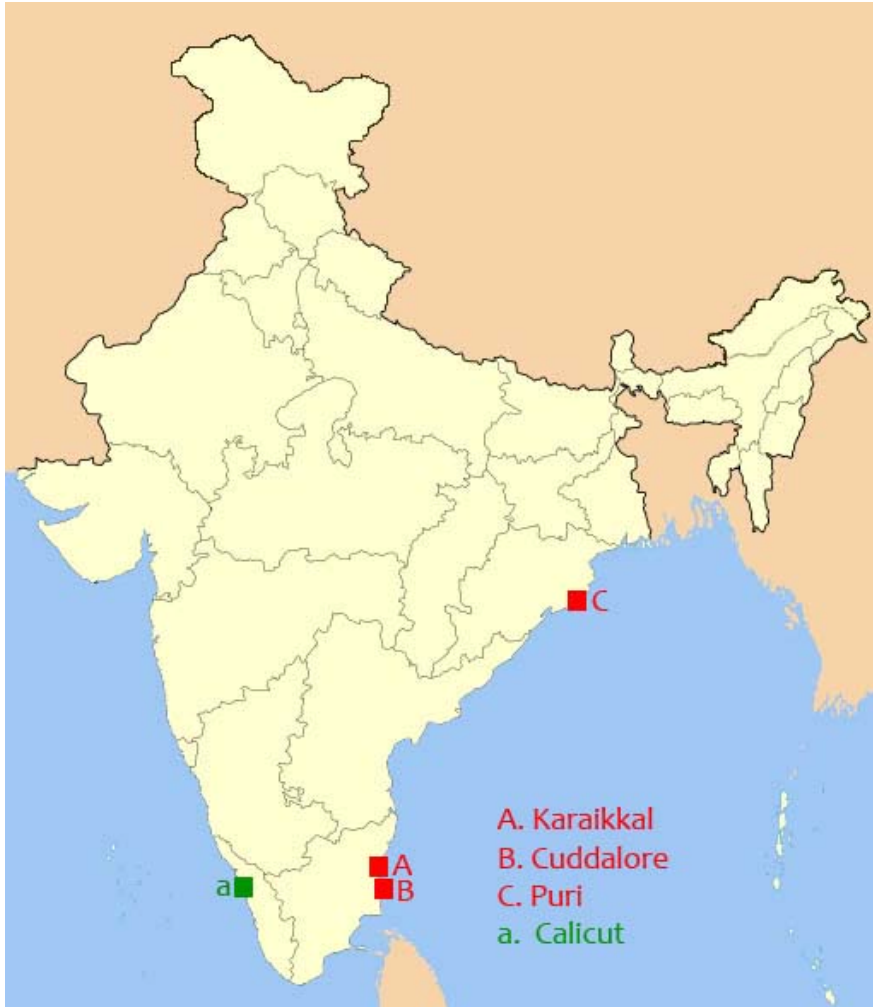 C
A
a
B
A. Karaikkal
B. Cuddalore
C. Puri
a. Calicut